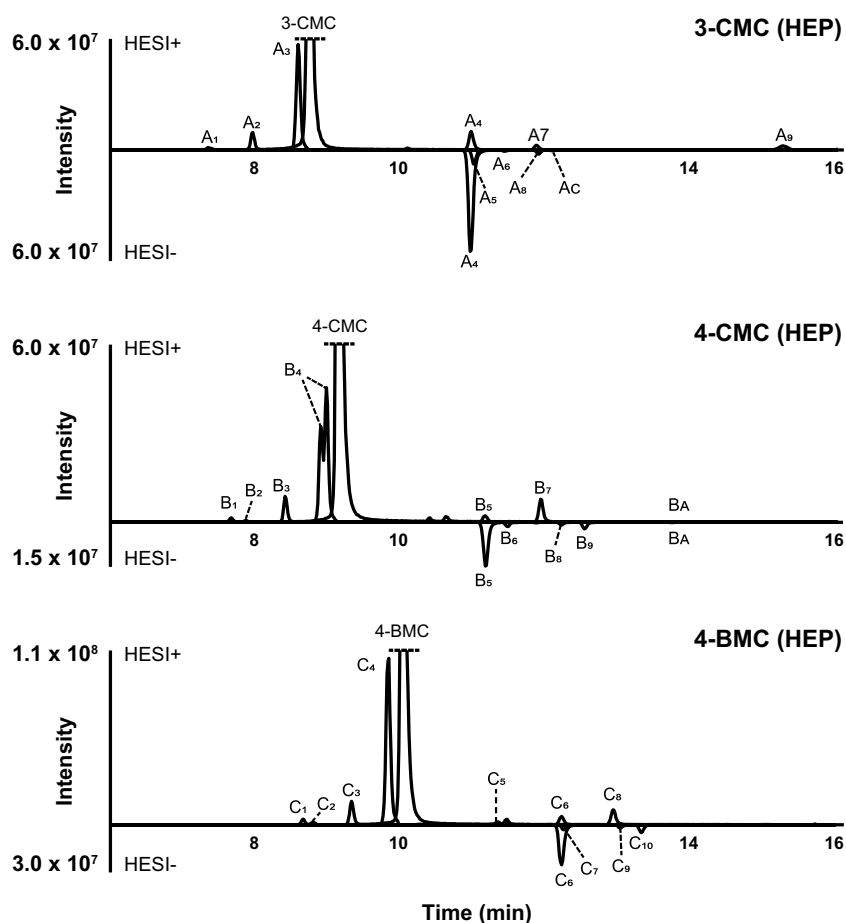 3-CMC
3-CMC (HEP)
6.0 x 10⁷ HESI+
A₃
A₁ A₂ A₄ A7 A₉
Intensity
8 10 14 16
A₆
A₈ AC
A₅
6.0 x 10⁷ HESI-
A₄
4-CMC
4-CMC (HEP)
6.0 x 10⁷ HESI+
B₄
B₁ B₂ B₃ B₅ B₇ BA
Intensity
8 10 16
B₆ B₈ B₉ BA
1.5 x 10⁷ HESI-
B₅
4-BMC
4-BMC (HEP)
1.1 x 10⁸ HESI+
C₄
C₁ C₂ C₃ C₅ C₆ C₈
Intensity
8 10 14 16
C₁₀
3.0 x 10⁷ HESI-
C₆ C₇ C₉
Time (min)